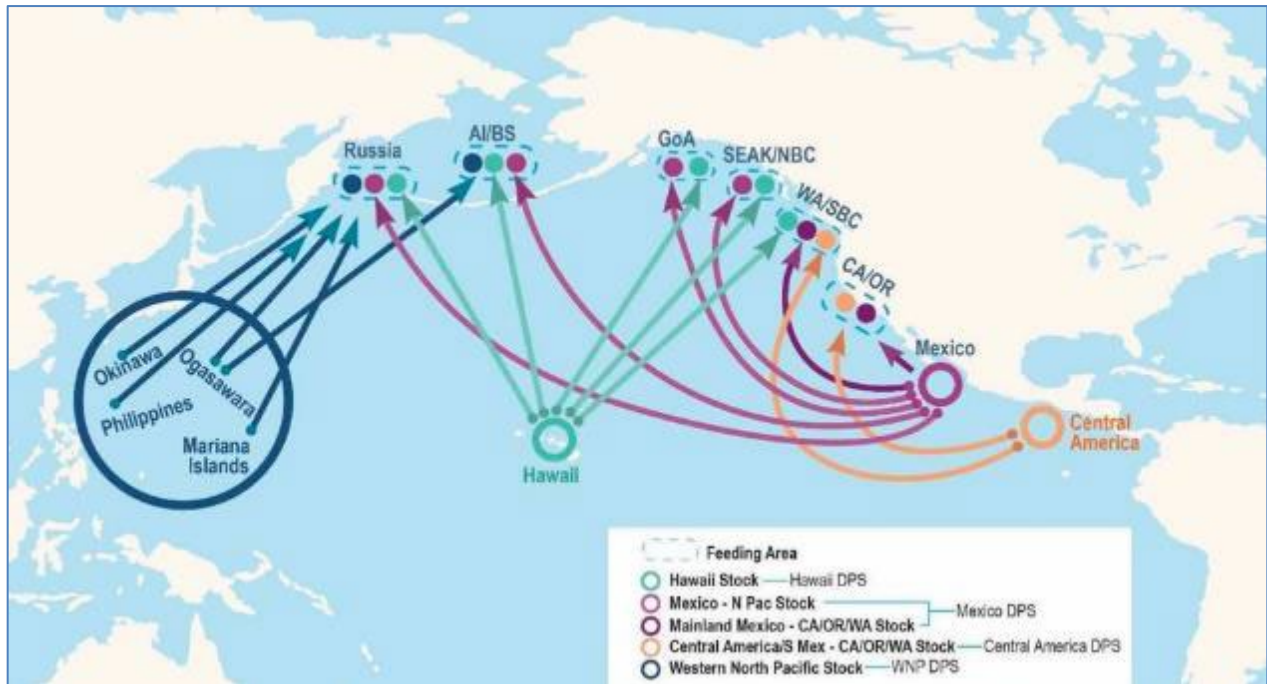 AI/BS
GoA
Russia
SEAK/NBC
WA/SBC
CA/OR
Mexico
Okinawa
Ogasawara
Philippines
Mariana
Islands
Hawaii
Central
America
Feeding Area
Hawaii Stock Hawaii DPS
Mexico - N Pac Stock
Mexico DPS
Mainland Mexico - CA/OR/WA Stock
Central America/S Mex - CA/OR/WA Stock Central America DPS
Western North Pacific Stock WNP DPS